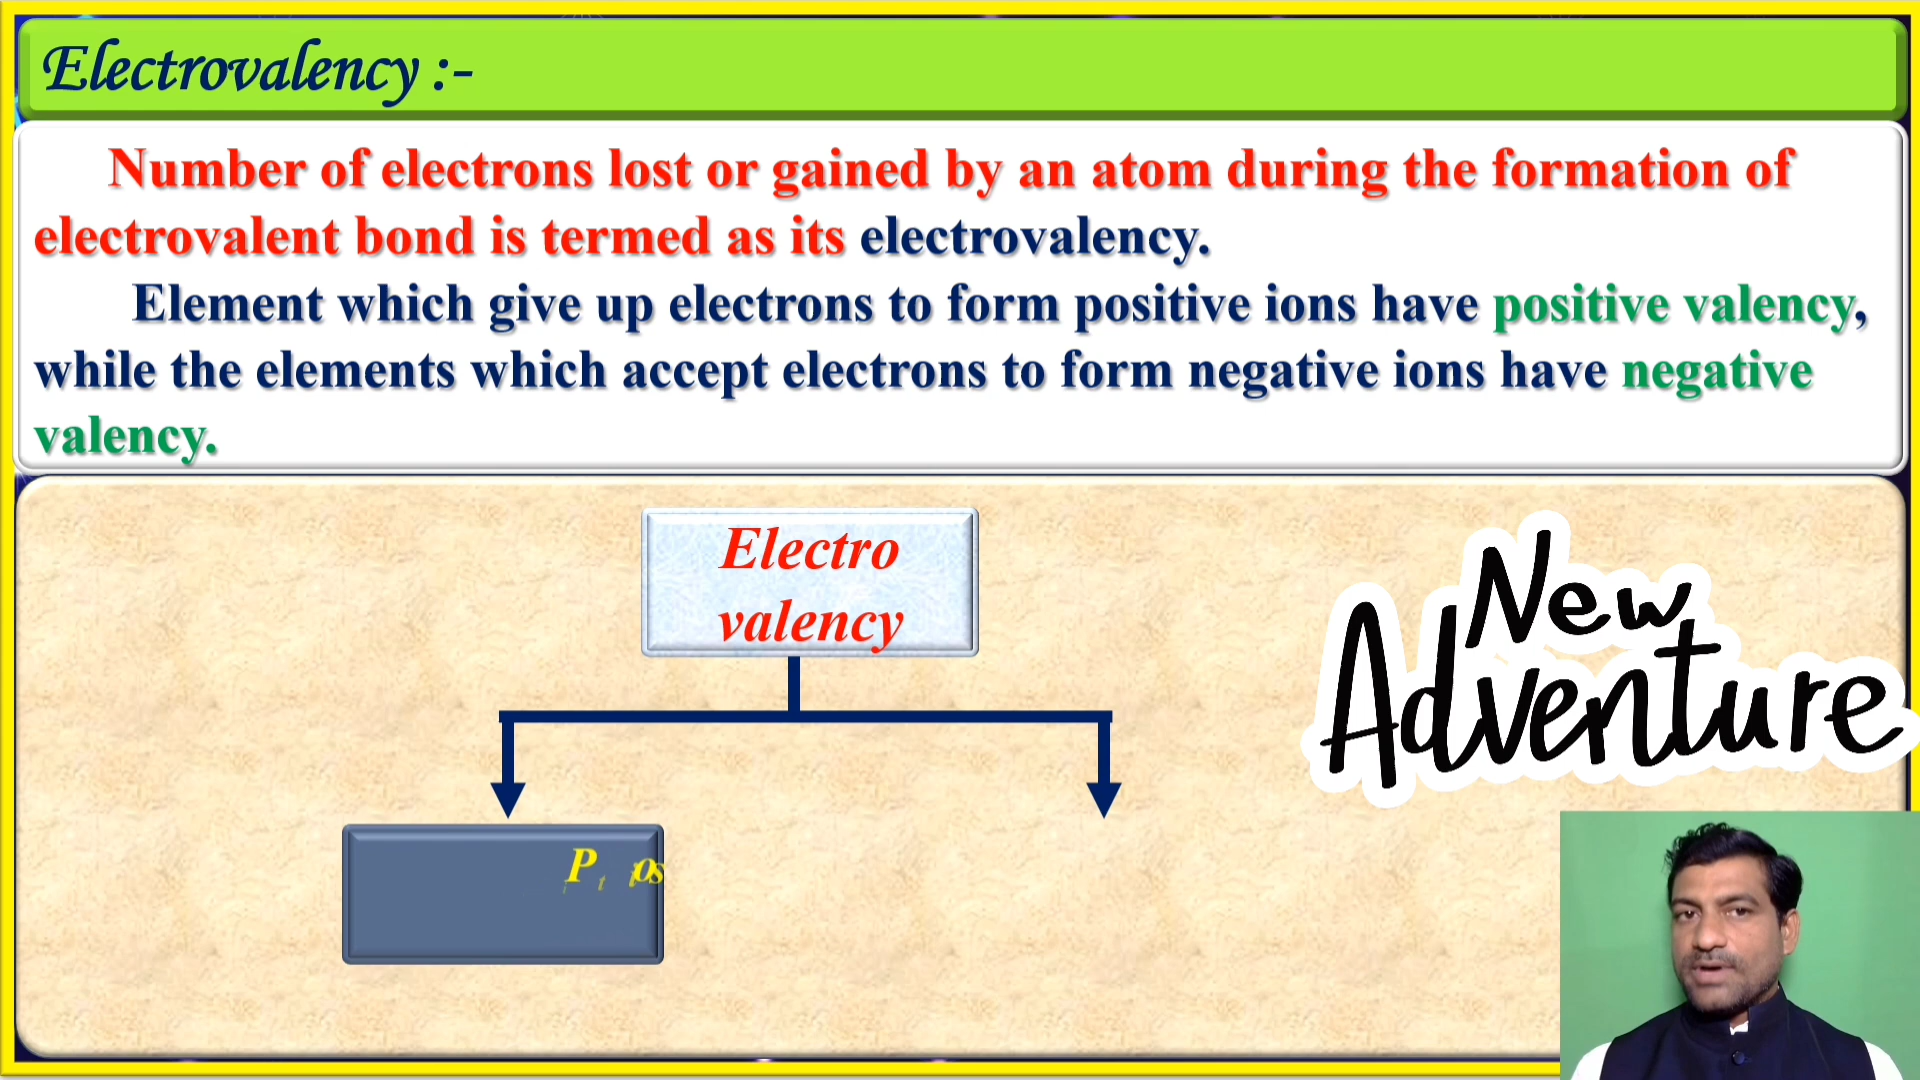 Electrovalency :-
Number of electrons lost or gained by an atom during the formation of
electrovalent bond is termed as its electrovalency.
Element which give up electrons to form positive ions have positive valency,
while the elements which accept electrons to form negative ions have negative
valency.
Electro
valency
New
Adventure